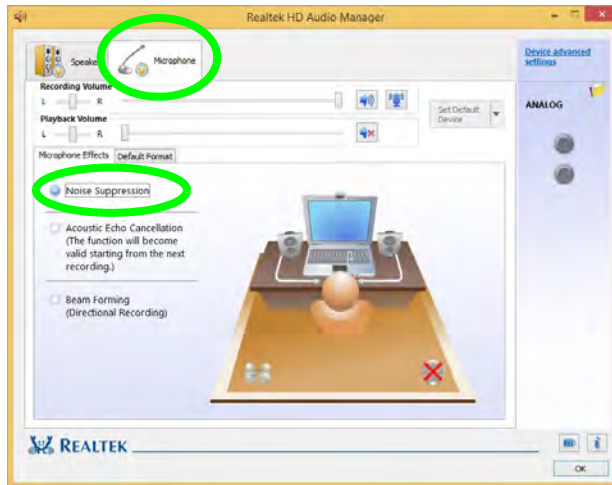 Realtek HD Audio Manager
Speake
Microphone
Device advanced
settings
Recording Volume
L
R
Set Default
Device
ANALOG
Playback Volume
L
R
Microphone Effects
Default Format
Noise Suppression
Acoustic Echo Cancellation
(The function will become
valid starting from the next
recording.)
Beam Forming
(Directional Recording)
REALTEK
OK